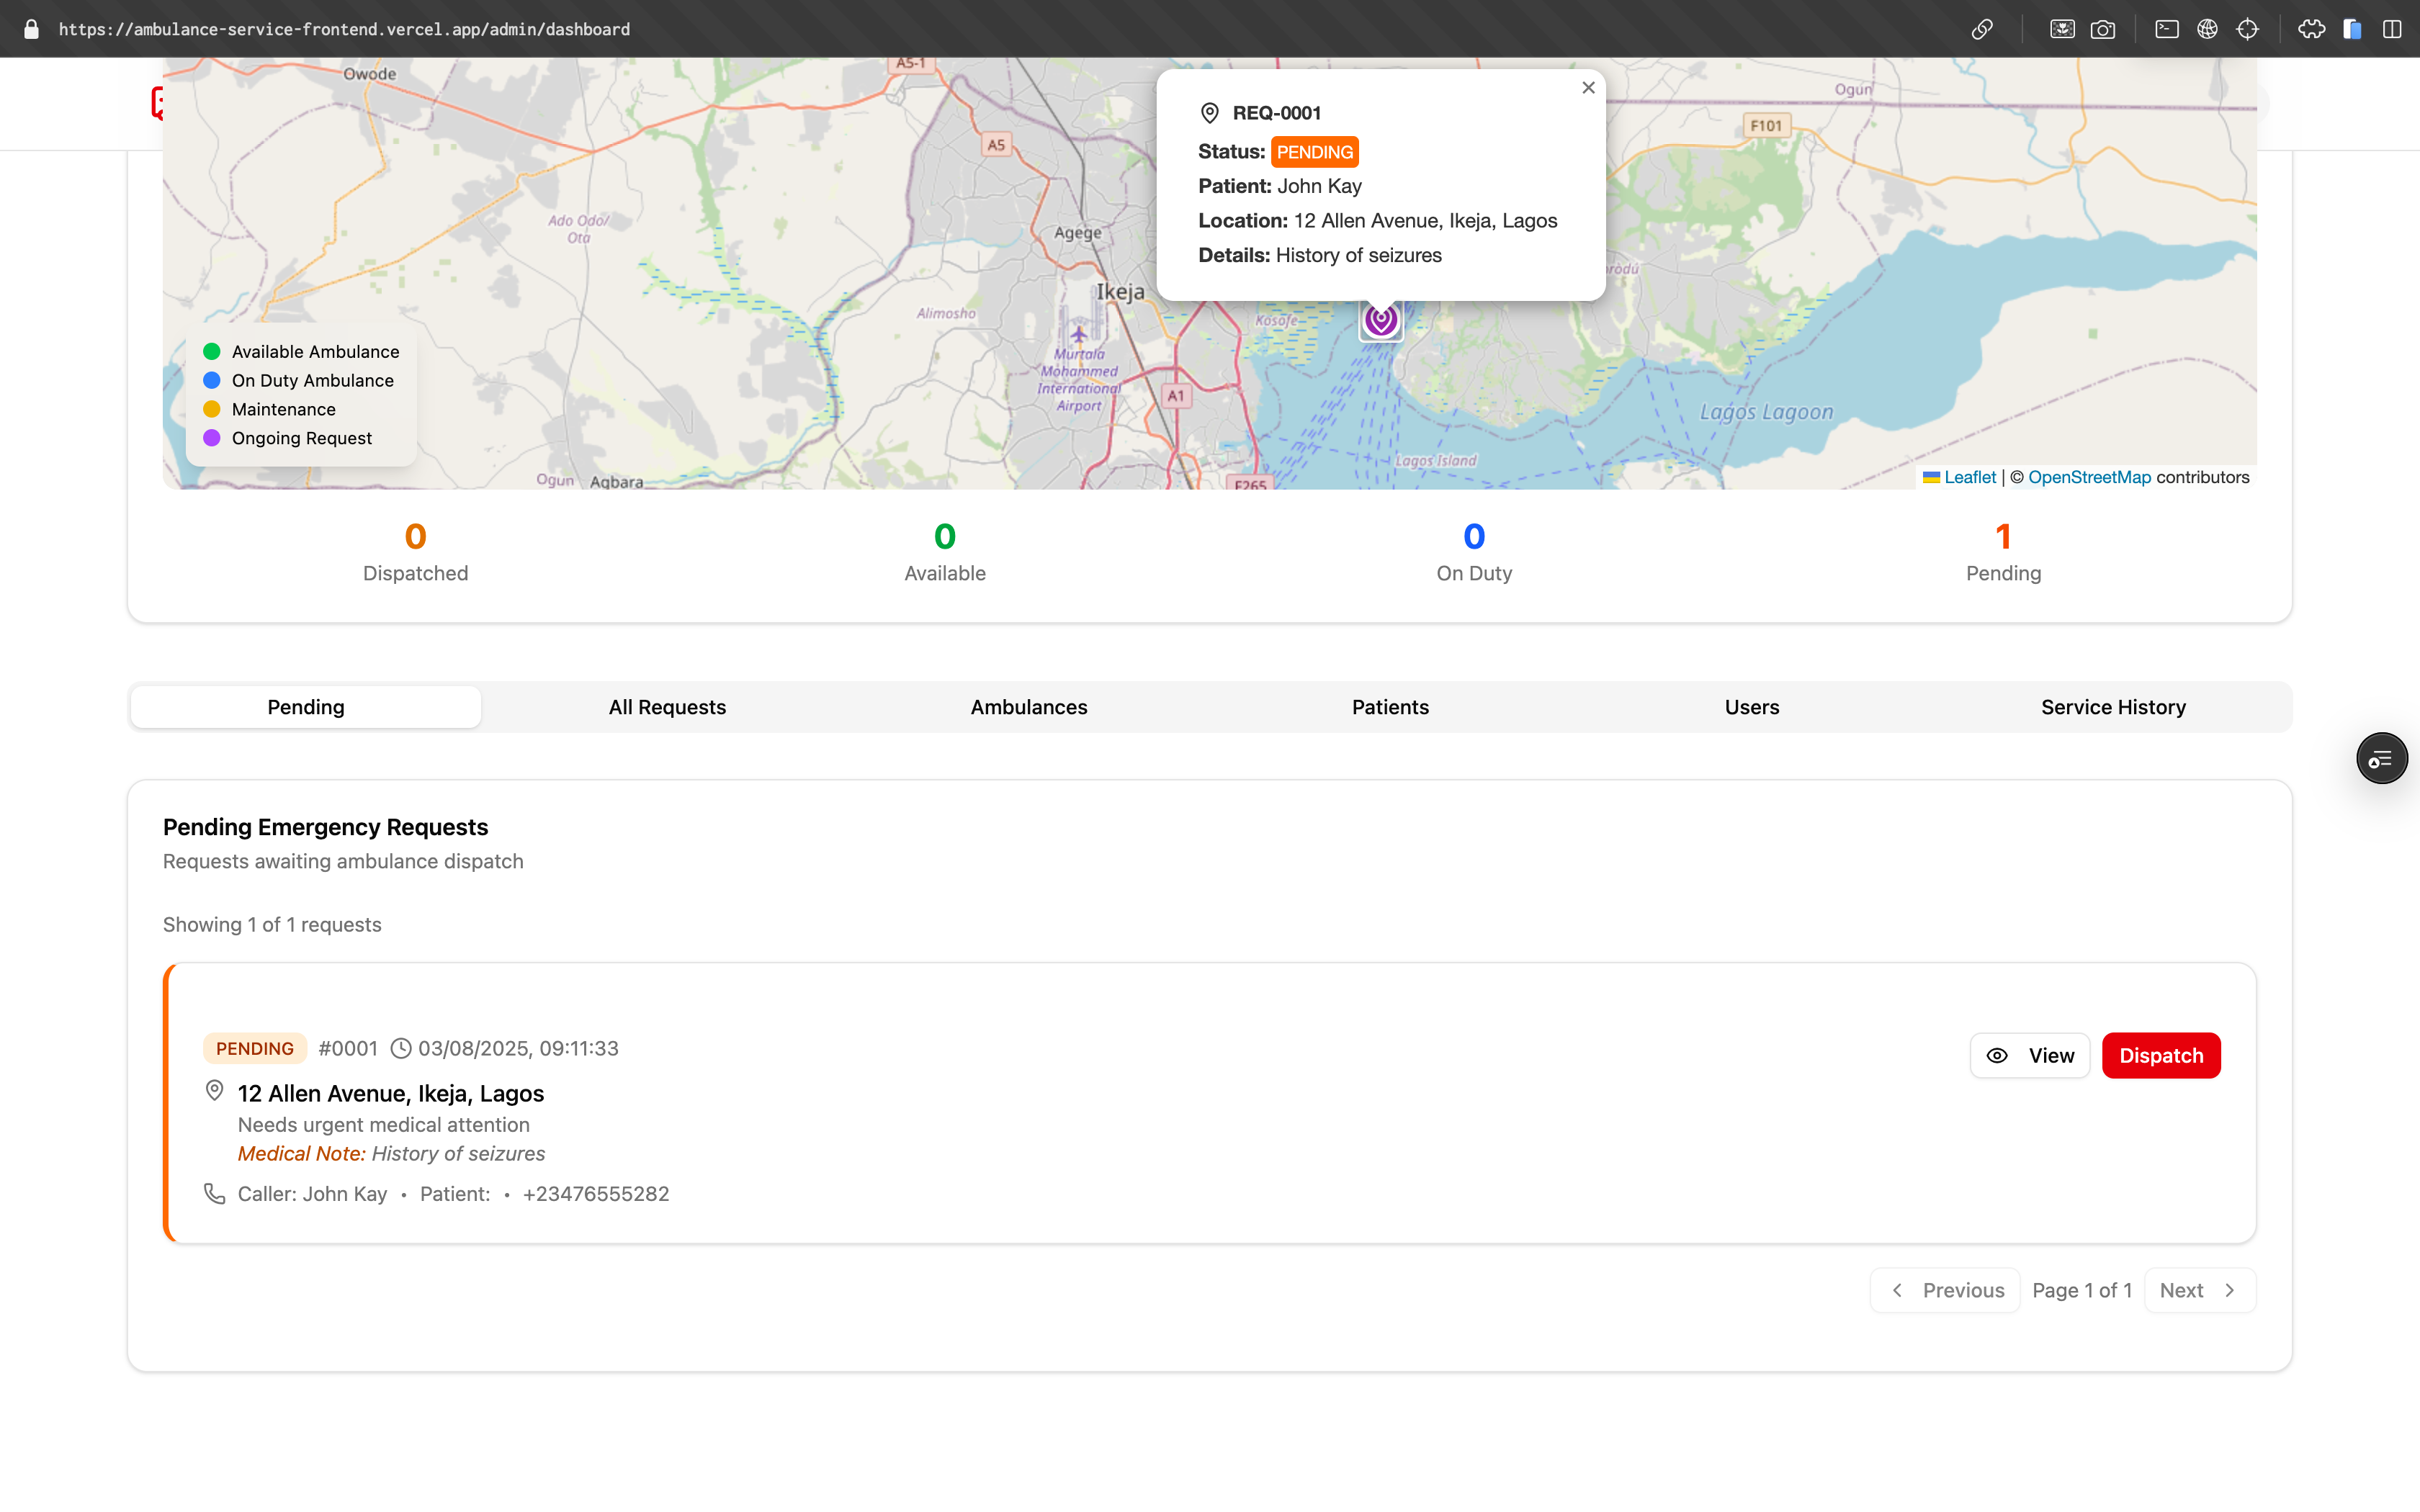 https://ambulance-service-frontend.vercel.app/admin/dashboard
Owode
A5-1
Ogun
F101
A5
REQ-0001
Status: PENDING
Patient: John Kay
Location: 12 Allen Avenue, Ikeja, Lagos
Details: History of seizures
Ado Odo/
Ota
Agege
Ikeja
Alimosho
Kosofe
Murtala
Mohammed
International
Airport
A1
Lagos Lagoon
Lagos Island
Ogun
Agbara
F265
Available Ambulance
On Duty Ambulance
Maintenance
Ongoing Request
Leaflet | © OpenStreetMap contributors
0
Dispatched
0
Available
0
On Duty
1
Pending
Pending
All Requests
Ambulances
Patients
Users
Service History
Pending Emergency Requests
Requests awaiting ambulance dispatch
Showing 1 of 1 requests
PENDING #0001 03/08/2025, 09:11:33
View
Dispatch
12 Allen Avenue, Ikeja, Lagos
Needs urgent medical attention
Medical Note: History of seizures
Caller: John Kay • Patient: • +23476555282
Previous
Page 1 of 1
Next